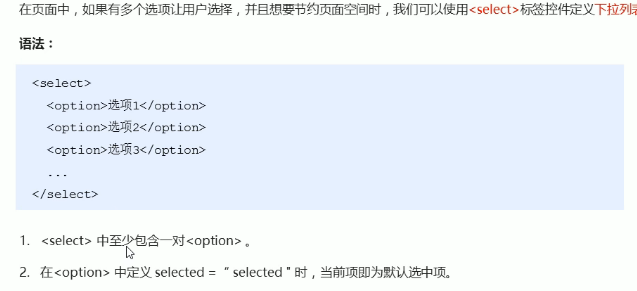 在页面中，如果有多个选项让用户选择，并且想要节约页面空间时，我们可以使用<select>标签控件定义下拉列表
语法：
<select>
<option>选项1</option>
<option>选项2</option>
<option>选项3</option>
...
</select>
1. <select> 中至少包含一对<option> 。
2. 在<option> 中定义 selected = “ selected " 时，当前项即为默认选中项。